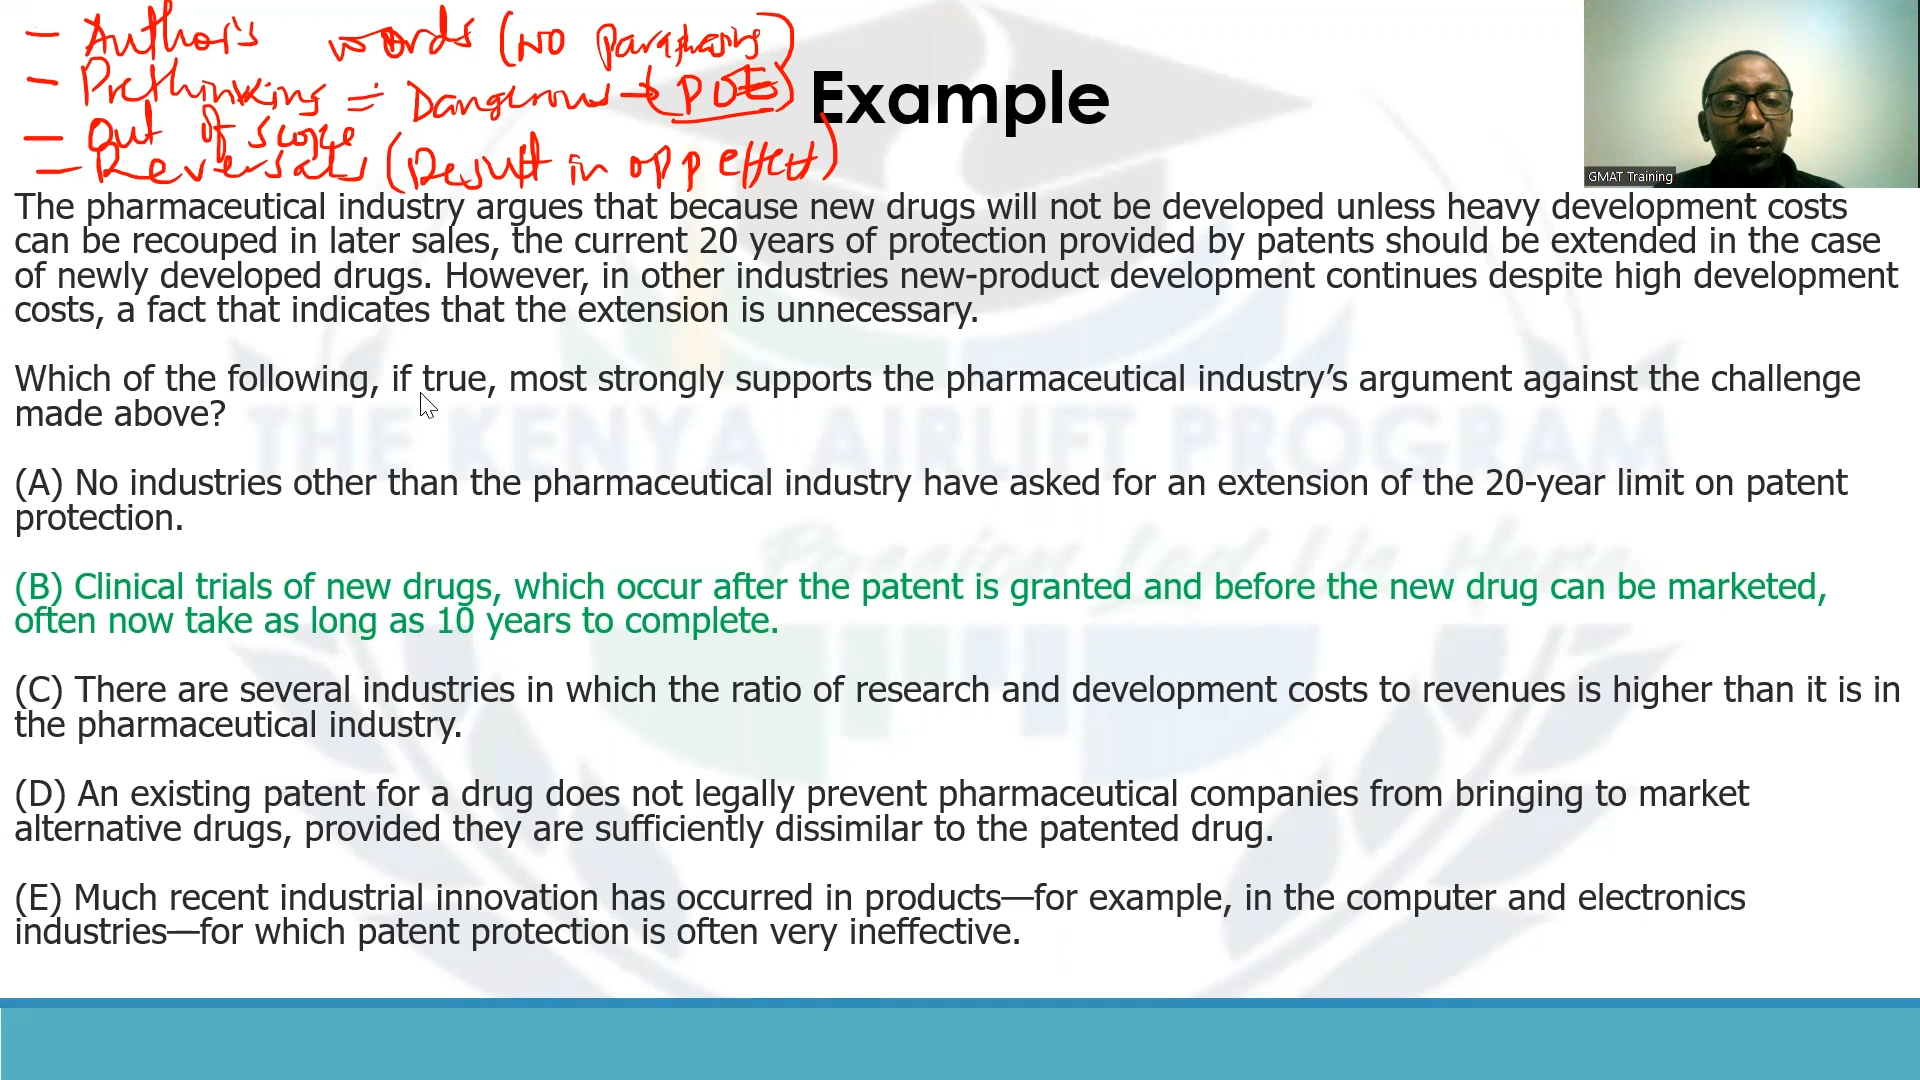 - Author's words (NO Paraphrasing)
- Prethinking = Dangerous → (POE)
- Out of scope
- Reversals (Result in opp effect)
Example
GMAT Training
The pharmaceutical industry argues that because new drugs will not be developed unless heavy development costs
can be recouped in later sales, the current 20 years of protection provided by patents should be extended in the case
of newly developed drugs. However, in other industries new-product development continues despite high development
costs, a fact that indicates that the extension is unnecessary.
Which of the following, if true, most strongly supports the pharmaceutical industry’s argument against the challenge
made above?
(A) No industries other than the pharmaceutical industry have asked for an extension of the 20-year limit on patent
protection.
(B) Clinical trials of new drugs, which occur after the patent is granted and before the new drug can be marketed,
often now take as long as 10 years to complete.
(C) There are several industries in which the ratio of research and development costs to revenues is higher than it is in
the pharmaceutical industry.
(D) An existing patent for a drug does not legally prevent pharmaceutical companies from bringing to market
alternative drugs, provided they are sufficiently dissimilar to the patented drug.
(E) Much recent industrial innovation has occurred in products—for example, in the computer and electronics
industries—for which patent protection is often very ineffective.
THE KENYA AIRLIFT PROGRAM
Passion Led Us Here